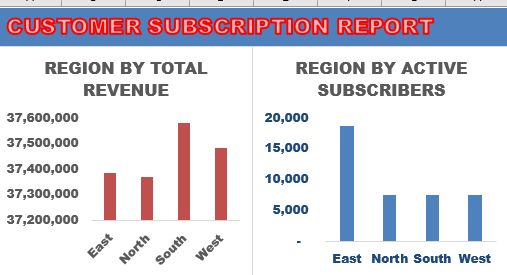 CUSTOMER SUBSCRIPTION REPORT
REGION BY TOTAL
REVENUE
37,600,000
37,500,000
37,400,000
37,300,000
37,200,000
East
North
South
West
REGION BY ACTIVE
SUBSCRIBERS
20,000
15,000
10,000
5,000
-
East North South West